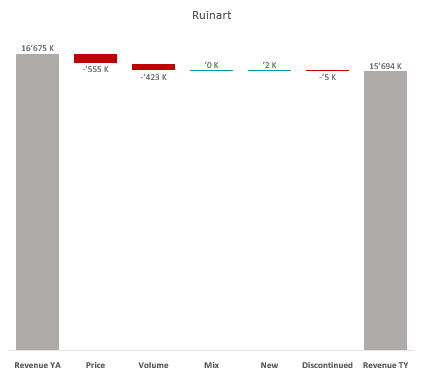 Ruinart
16’675 K
-’555 K
-’423 K
’0 K
’2 K
-’5 K
15’694 K
Revenue YA Price Volume Mix New Discontinued Revenue TY